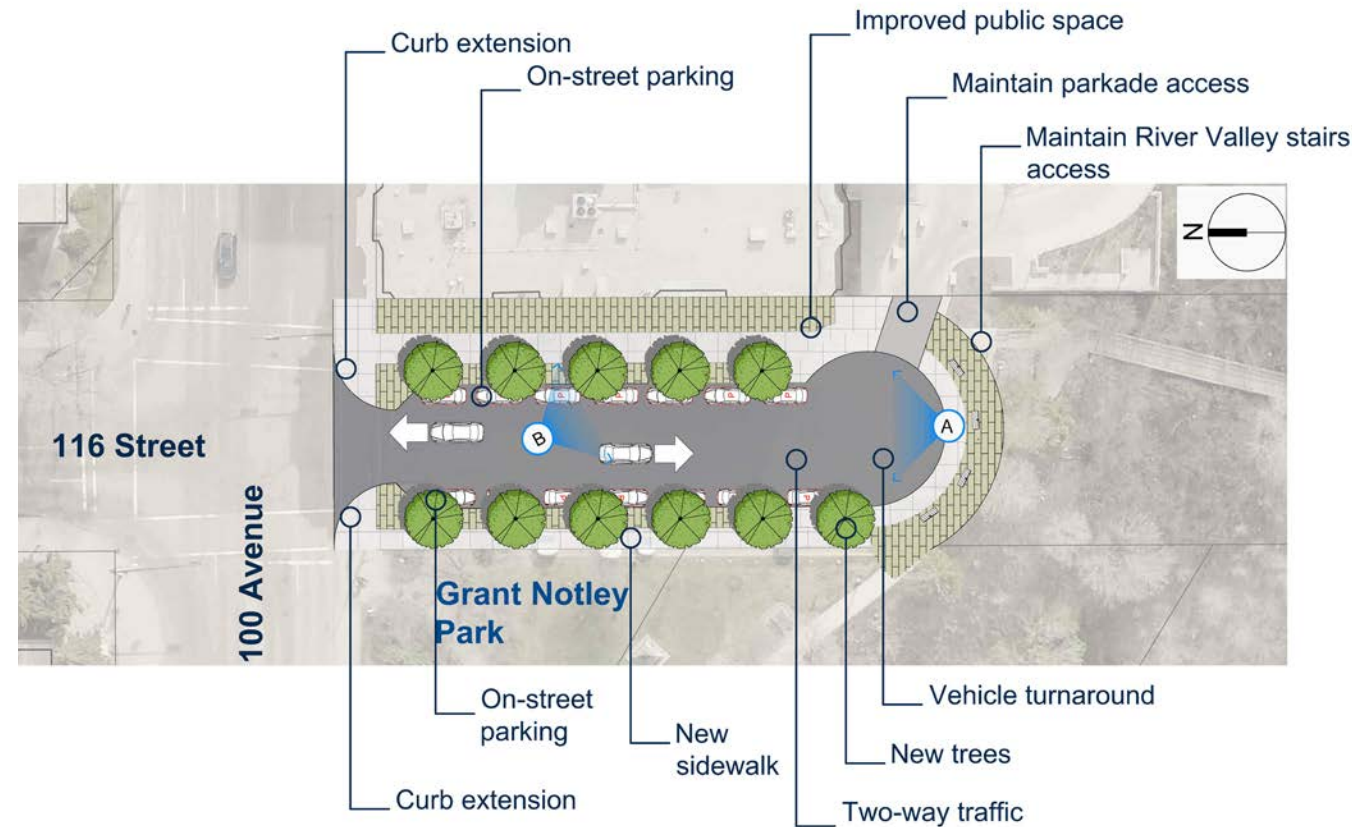 Improved public space
Curb extension
On-street parking
Maintain parkade access
Maintain River Valley stairs
access
N
116 Street
100 Avenue
A
B
P
P
P
P
P
P
Grant Notley
Park
On-street
parking
New
sidewalk
Vehicle turnaround
New trees
Curb extension
Two-way traffic